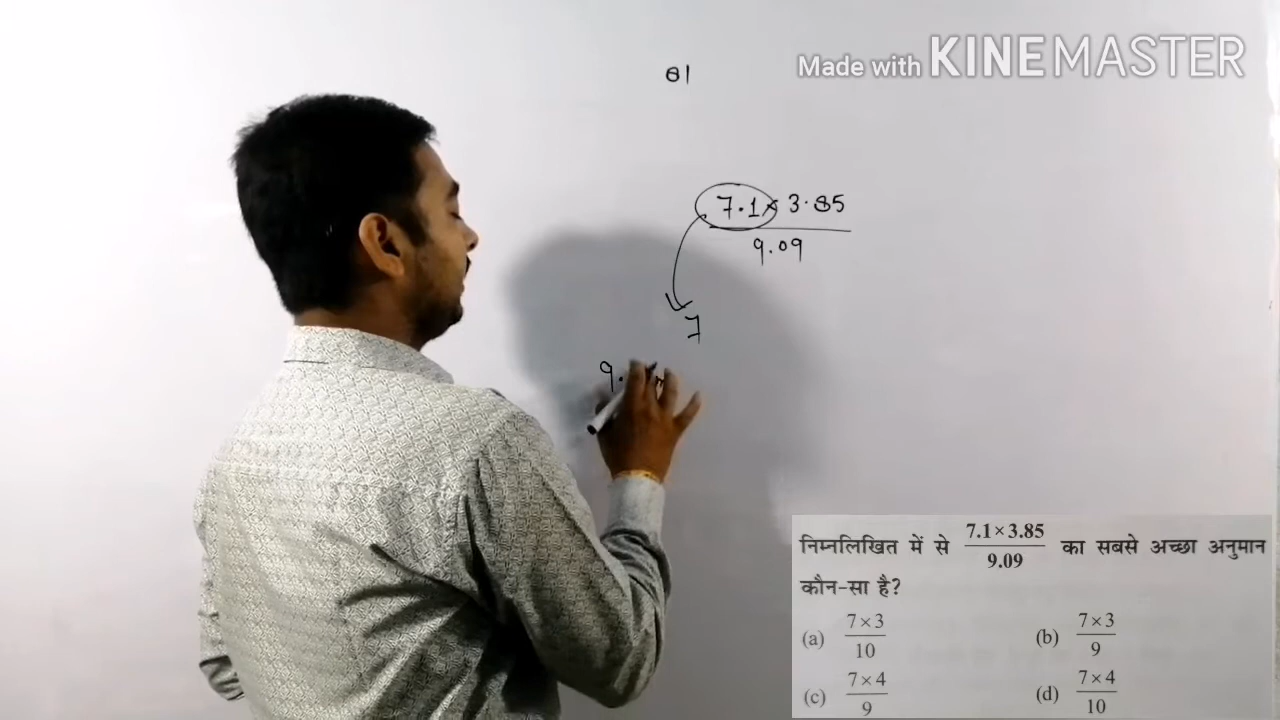 Made with KINEMASTER
81
7.1 × 3.85
9.09
7
9.
निम्नलिखित में से 7.1×3.85 / 9.09 का सबसे अच्छा अनुमान
कौन-सा है?
(a) 7×3 / 10 (b) 7×3 / 9
(c) 7×4 / 9 (d) 7×4 / 10